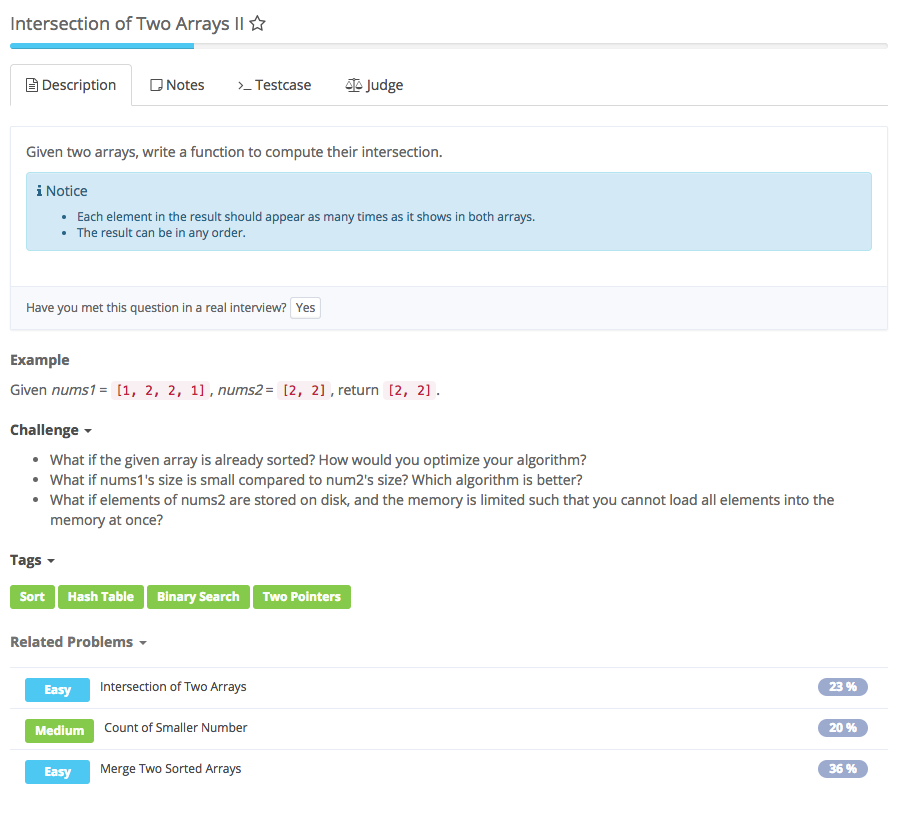 Intersection of Two Arrays II
Description Notes >_ Testcase Judge
Given two arrays, write a function to compute their intersection.
Notice
• Each element in the result should appear as many times as it shows in both arrays.
• The result can be in any order.
Have you met this question in a real interview? Yes
Example
Given nums1 = [1, 2, 2, 1], nums2 = [2, 2], return [2, 2].
Challenge
• What if the given array is already sorted? How would you optimize your algorithm?
• What if nums1's size is small compared to num2's size? Which algorithm is better?
• What if elements of nums2 are stored on disk, and the memory is limited such that you cannot load all elements into the
memory at once?
Tags
Sort Hash Table Binary Search Two Pointers
Related Problems
Easy Intersection of Two Arrays 23 %
Medium Count of Smaller Number 20 %
Easy Merge Two Sorted Arrays 36 %